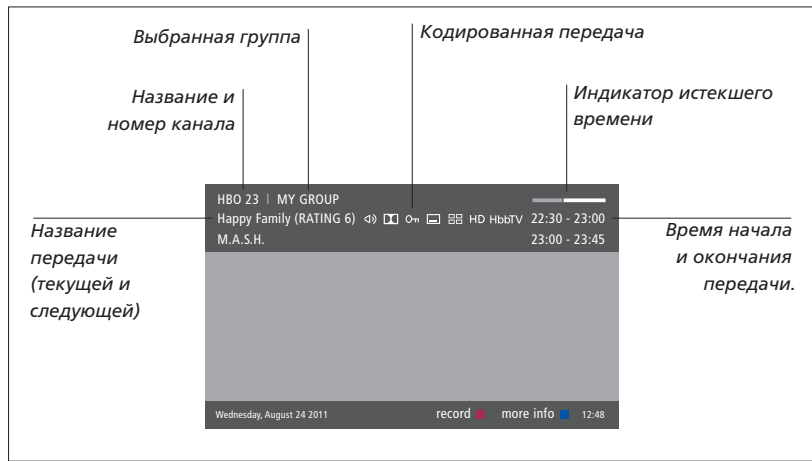 Выбранная группа
Кодированная передача
Название и
номер канала
Индикатор истекшего
времени
HBO 23 | MY GROUP
Happy Family (RATING 6) HD HbbTV 22:30 - 23:00
M.A.S.H. 23:00 - 23:45
Название
передачи
(текущей и
следующей)
Время начала
и окончания
передачи.
Wednesday, August 24 2011 record more info 12:48